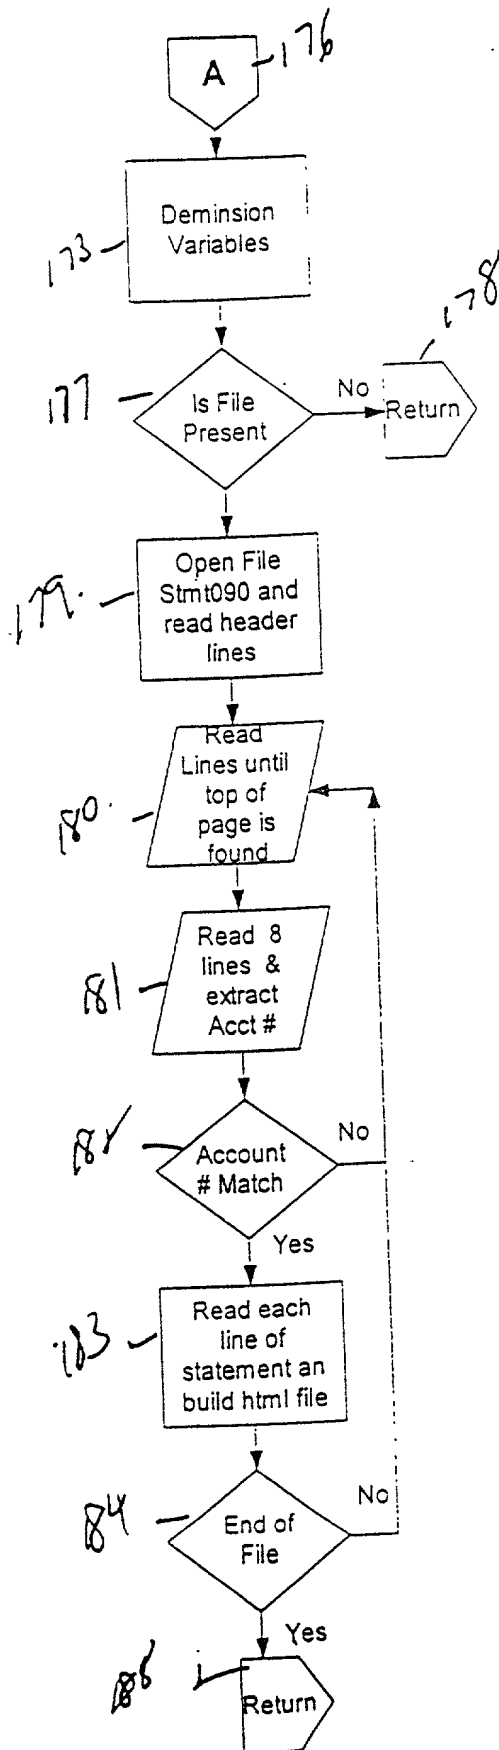 A
176
Deminsion
Variables
173
178
177
Is File
Present
No
Return
179.
Open File
Stmt090 and
read header
lines
180.
Read
Lines until
top of
page is
found
181
Read 8
lines &
extract
Acct #
Account
# Match
No
Yes
183
Read each
line of
statement an
build html file
184
End of
File
No
Yes
Return